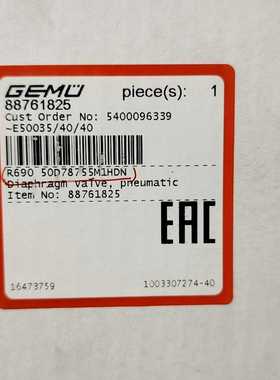 GEMÜ piece(s): 1
88761825
Cust Order No: 5400096339
~E50035/40/40
R690 50D78755M1HDN
Diaphragm valve, pneumatic
Item No: 88761825
EAC
16473759 1003307274-40